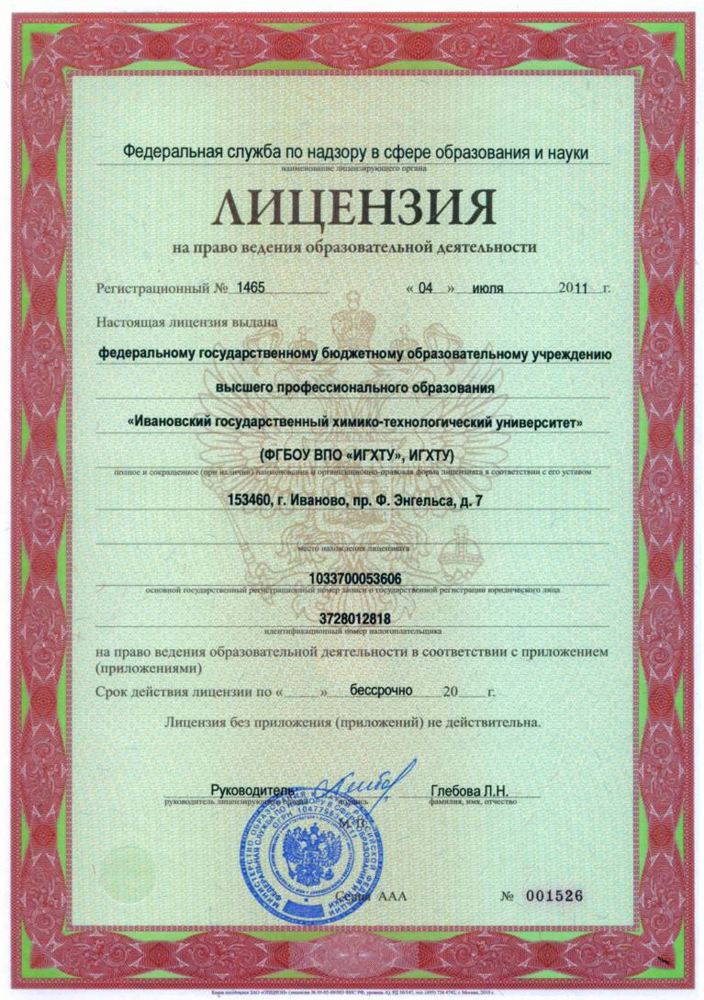 Федеральная служба по надзору в сфере образования и науки
наименование лицензирующего органа
ЛИЦЕНЗИЯ
на право ведения образовательной деятельности
Регистрационный № 1465 « 04 » июля 2011 г.
Настоящая лицензия выдана
федеральному государственному бюджетному образовательному учреждению
высшего профессионального образования
«Ивановский государственный химико-технологический университет»
(ФГБОУ ВПО «ИГХТУ», ИГХТУ)
полное и сокращенное (при наличии) наименования и организационно-правовая форма лицензиата в соответствии с его уставом
153460, г. Иваново, пр. Ф. Энгельса, д. 7
место нахождения лицензиата
1033700053606
основной государственный регистрационный номер записи о государственной регистрации юридического лица
3728012818
идентификационный номер налогоплательщика
на право ведения образовательной деятельности в соответствии с приложением
(приложениями)
Срок действия лицензии по « » бессрочно 20 г.
Лицензия без приложения (приложений) не действительна.
Руководитель Глебова Л.Н.
руководитель лицензирующего органа подпись фамилия, имя, отчество
М.П.
Серия ААА № 001526